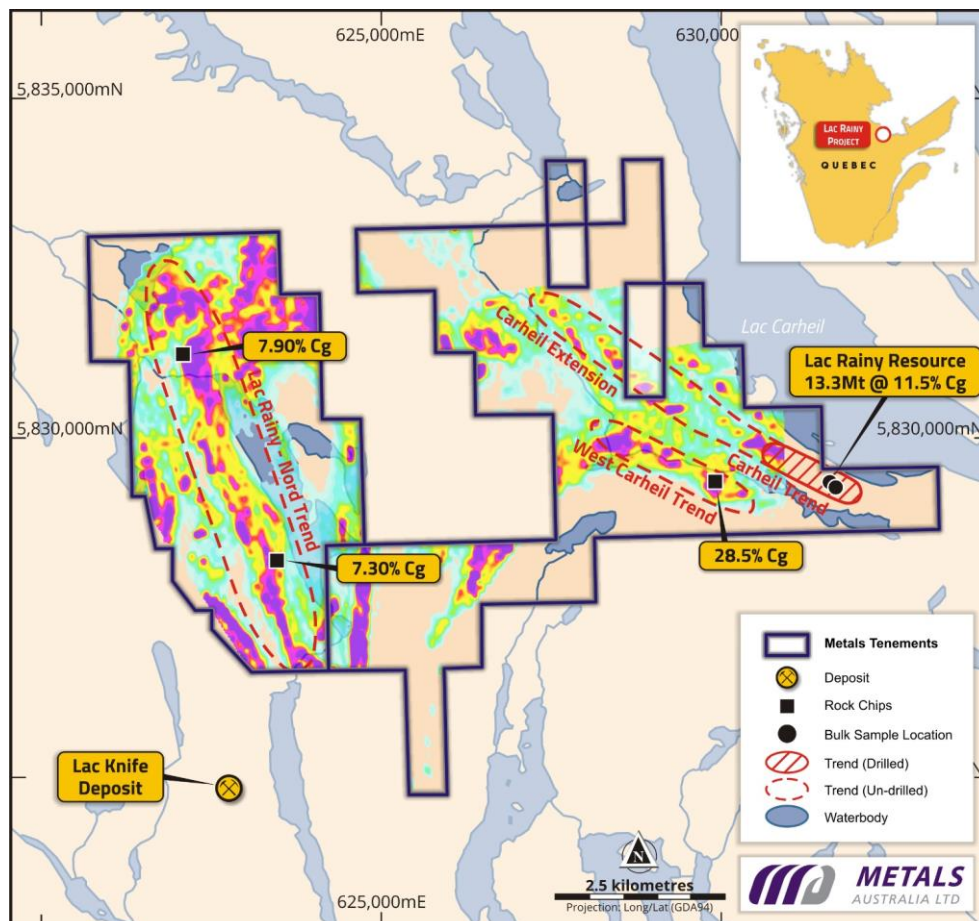 625,000mE
630,000mE
5,835,000mN
LAC RAINY
PROJECT
QUEBEC
Lac Carheil
7.90% Cg
Carheil Extension
Lac Rainy Resource
13.3Mt @ 11.5% Cg
Lac Rainy - Nord Trend
5,830,000mN
5,830,000mN
West Carheil Trend
Carheil Trend
7.30% Cg
28.5% Cg
Metals Tenements
Deposit
Rock Chips
Bulk Sample Location
Trend (Drilled)
Trend (Un-drilled)
Waterbody
Lac Knife
Deposit
N
2.5 kilometres
Projection: Long/Lat (GDA94)
625,000mE
METALS
AUSTRALIA LTD